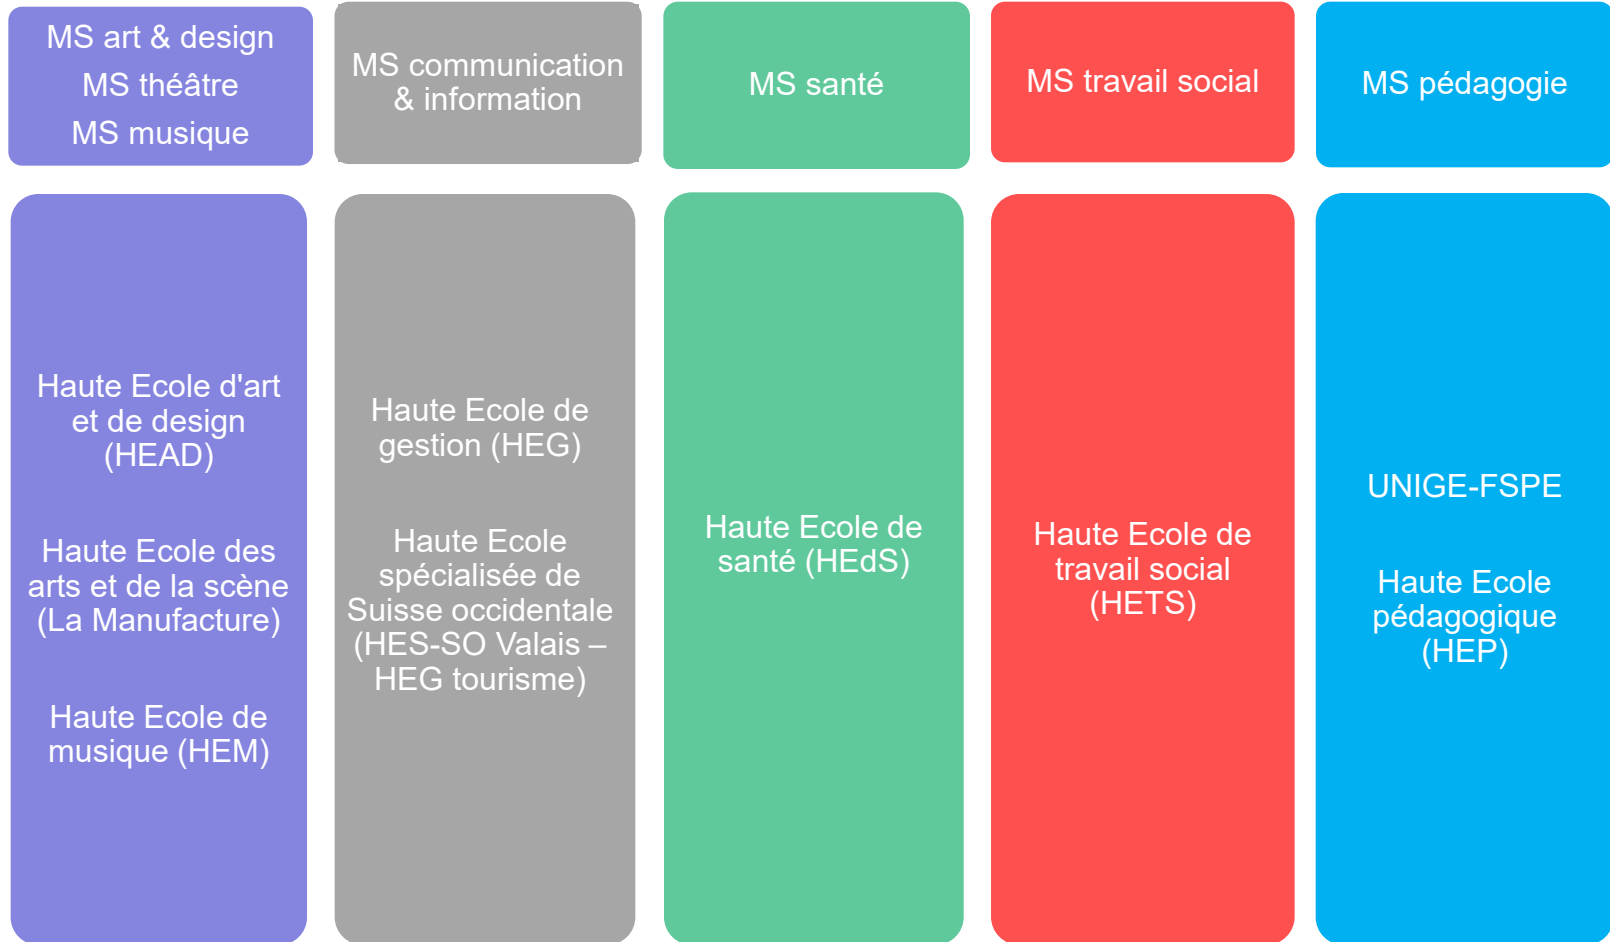 MS art & design
MS théâtre
MS musique
MS communication
& information
MS santé
MS travail social
MS pédagogie
Haute Ecole d'art
et de design
(HEAD)
Haute Ecole des
arts et de la scène
(La Manufacture)
Haute Ecole de
musique (HEM)
Haute Ecole de
gestion (HEG)
Haute Ecole
spécialisée de
Suisse occidentale
(HES-SO Valais –
HEG tourisme)
Haute Ecole de
santé (HEdS)
Haute Ecole de
travail social
(HETS)
UNIGE-FSPE
Haute Ecole
pédagogique
(HEP)